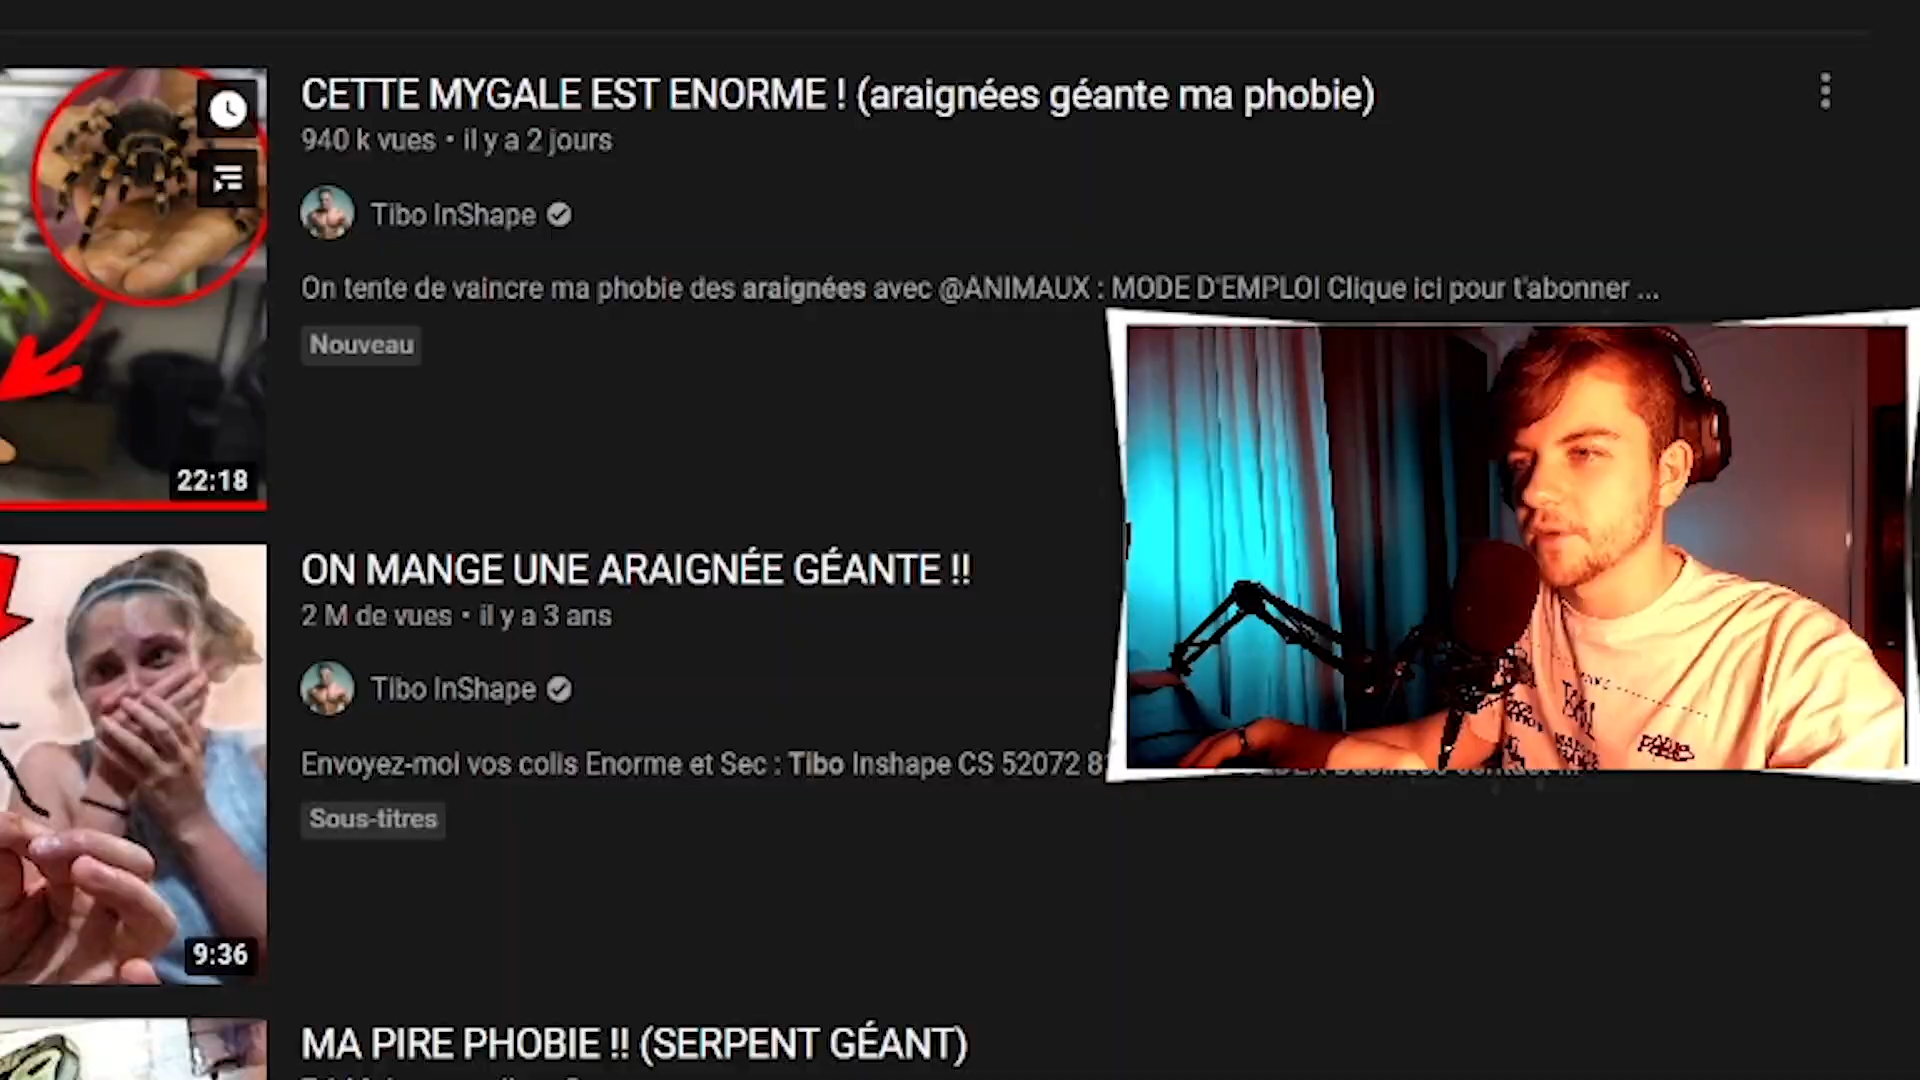 CETTE MYGALE EST ENORME ! (araignées géante ma phobie)
940 k vues • il y a 2 jours
Tibo InShape
On tente de vaincre ma phobie des araignées avec @ANIMAUX : MODE D'EMPLOI Clique ici pour t'abonner ...
Nouveau
22:18
ON MANGE UNE ARAIGNÉE GÉANTE !!
2 M de vues • il y a 3 ans
Tibo InShape
Envoyez-moi vos colis Enorme et Sec : Tibo Inshape CS 52072
Sous-titres
9:36
MA PIRE PHOBIE !! (SERPENT GÉANT)